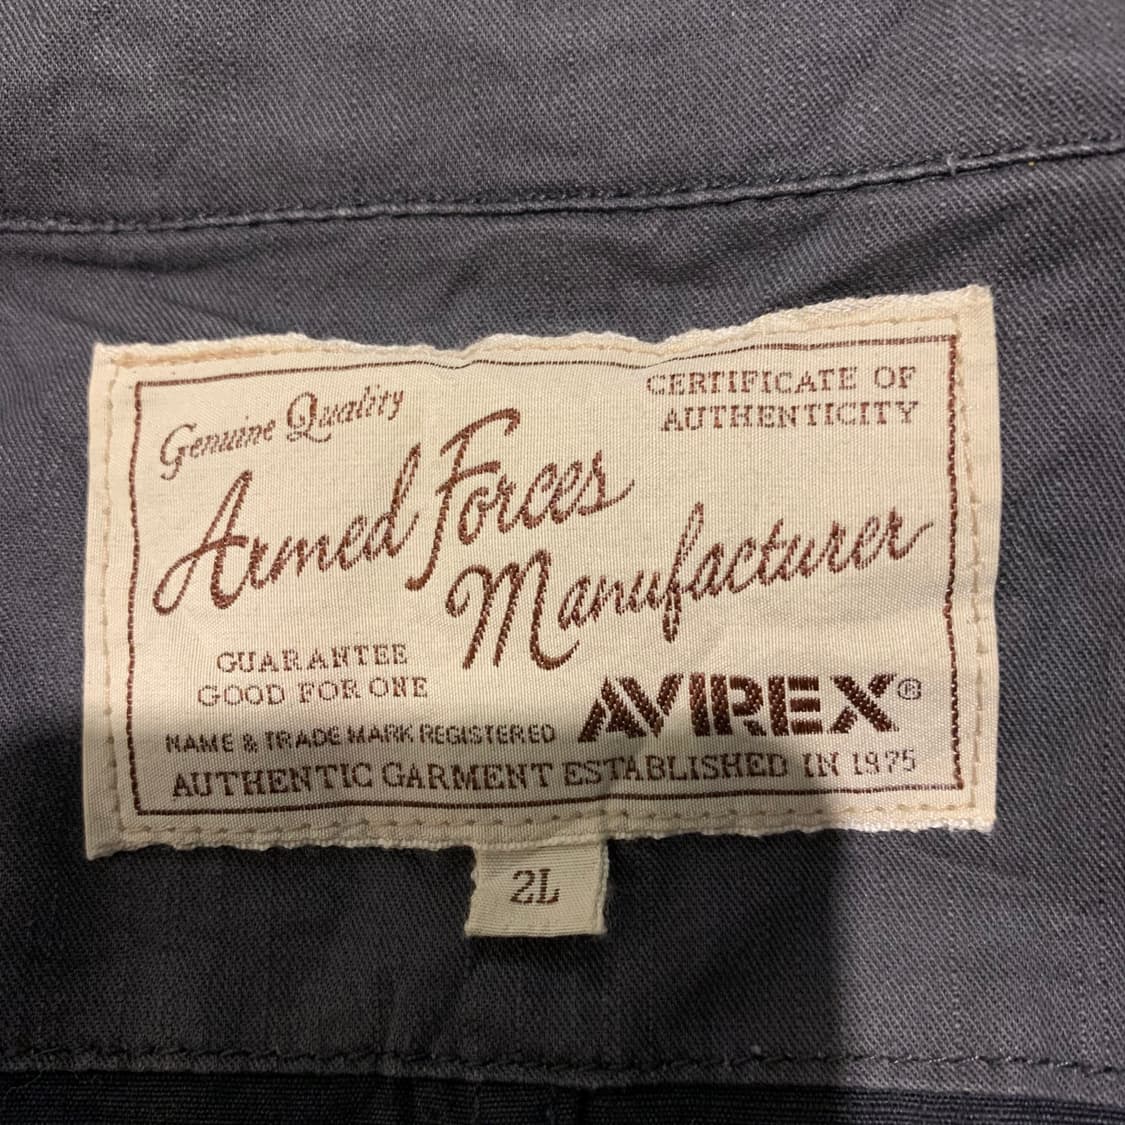 Genuine Quality
CERTIFICATE OF
AUTHENTICITY
Armed Forces
Manufacturer
GUARANTEE
GOOD FOR ONE
AVIREX®
NAME & TRADE MARK REGISTERED
AUTHENTIC GARMENT ESTABLISHED IN 1975
2L